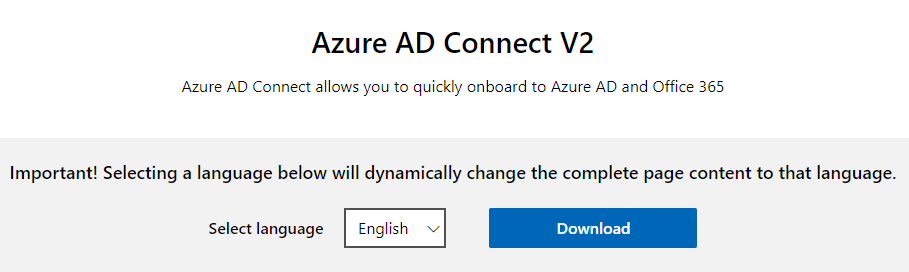 Azure AD Connect V2
Azure AD Connect allows you to quickly onboard to Azure AD and Office 365
Important! Selecting a language below will dynamically change the complete page content to that language.
Select language English Download